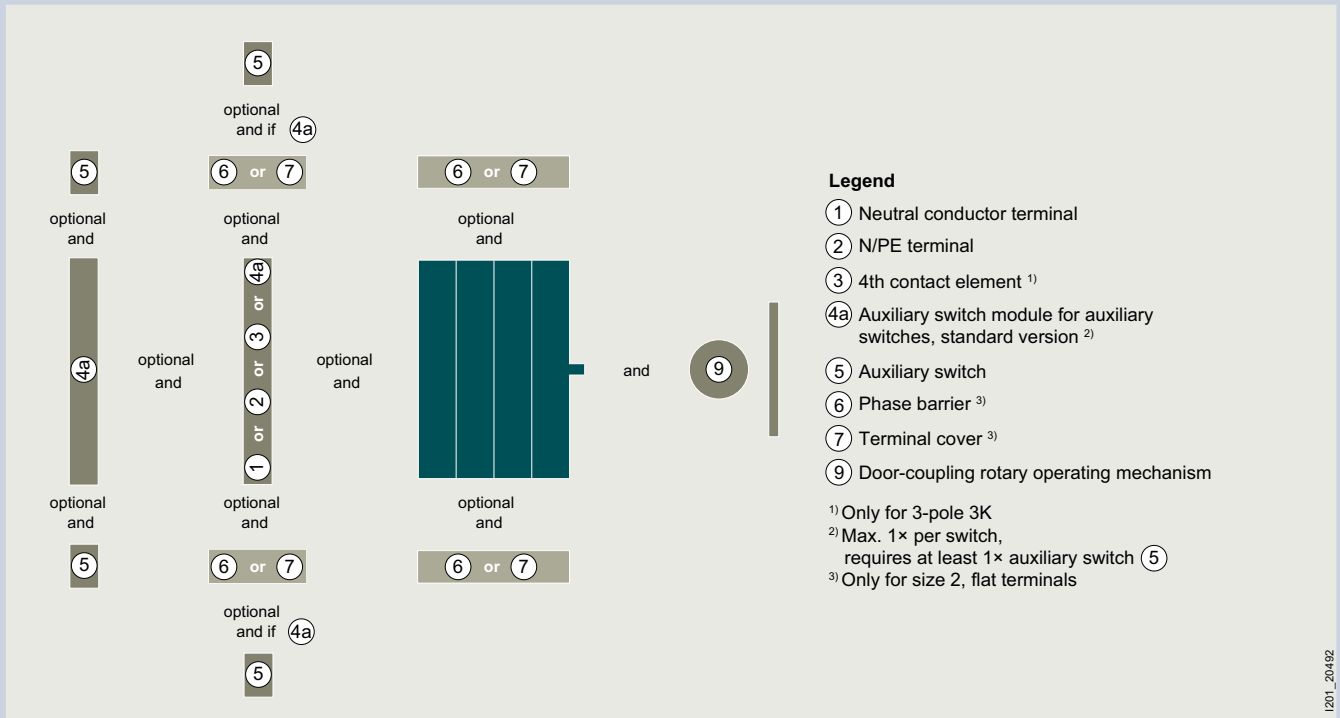 5
optional
and if 4a
5
6 or 7
6 or 7
optional
and
optional
and
optional
and
4a
optional
and
1 or 2 or 3 or 4a
optional
and
and
9
optional
and
optional
and
optional
and
5
6 or 7
6 or 7
optional
and if 4a
5
Legend
1 Neutral conductor terminal
2 N/PE terminal
3 4th contact element 1)
4a Auxiliary switch module for auxiliary
switches, standard version 2)
5 Auxiliary switch
6 Phase barrier 3)
7 Terminal cover 3)
9 Door-coupling rotary operating mechanism
1) Only for 3-pole 3K
2) Max. 1× per switch,
requires at least 1× auxiliary switch 5
3) Only for size 2, flat terminals
I201_20492